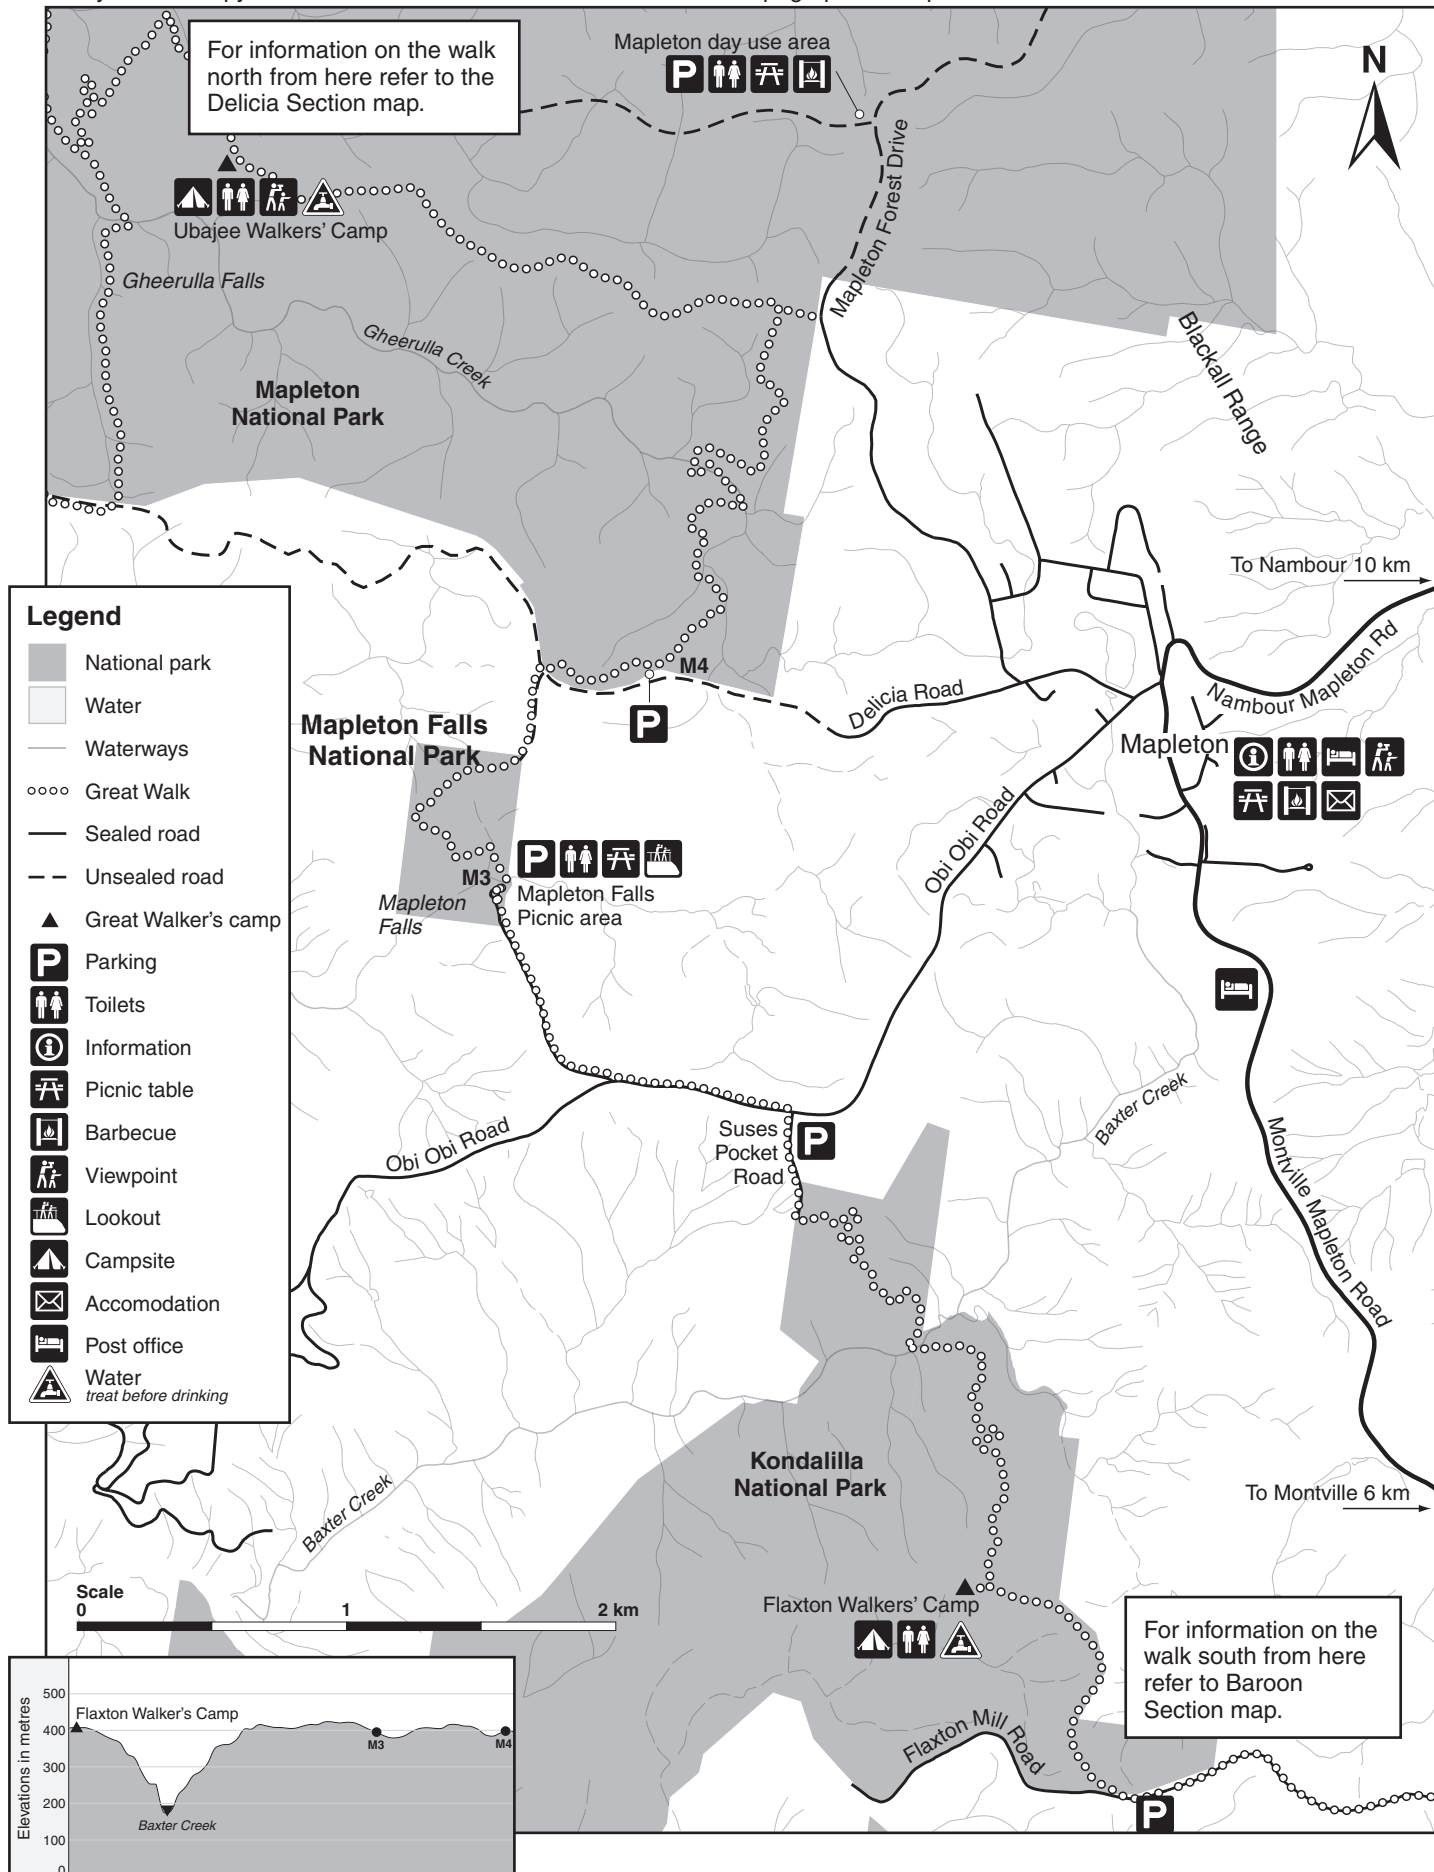 For information on the walk
north from here refer to the
Delicia Section map.
Mapleton day use area
P
N
Mapleton Forest Drive
Ubajee Walkers' Camp
Gheerulla Falls
Gheerulla Creek
Mapleton
National Park
Blackall Range
To Nambour 10 km
Legend
National park
Water
Waterways
Great Walk
Sealed road
Unsealed road
Great Walker's camp
P
Parking
Toilets
Information
Picnic table
Barbecue
Viewpoint
Lookout
Campsite
Accomodation
Post office
Water
treat before drinking
M4
P
Delicia Road
Nambour Mapleton Rd
Mapleton Falls
National Park
Mapleton
Obi Obi Road
P
M3
Mapleton Falls
Picnic area
Mapleton
Falls
Baxter Creek
Suses
Pocket
Road
P
Obi Obi Road
Montville Mapleton Road
Kondalilla
National Park
To Montville 6 km
Baxter Creek
Scale
0 1 2 km
Flaxton Walkers' Camp
For information on the
walk south from here
refer to Baroon
Section map.
Flaxton Mill Road
P
Elevations in metres
500
400
300
200
100
0
Flaxton Walker's Camp
M3
M4
Baxter Creek